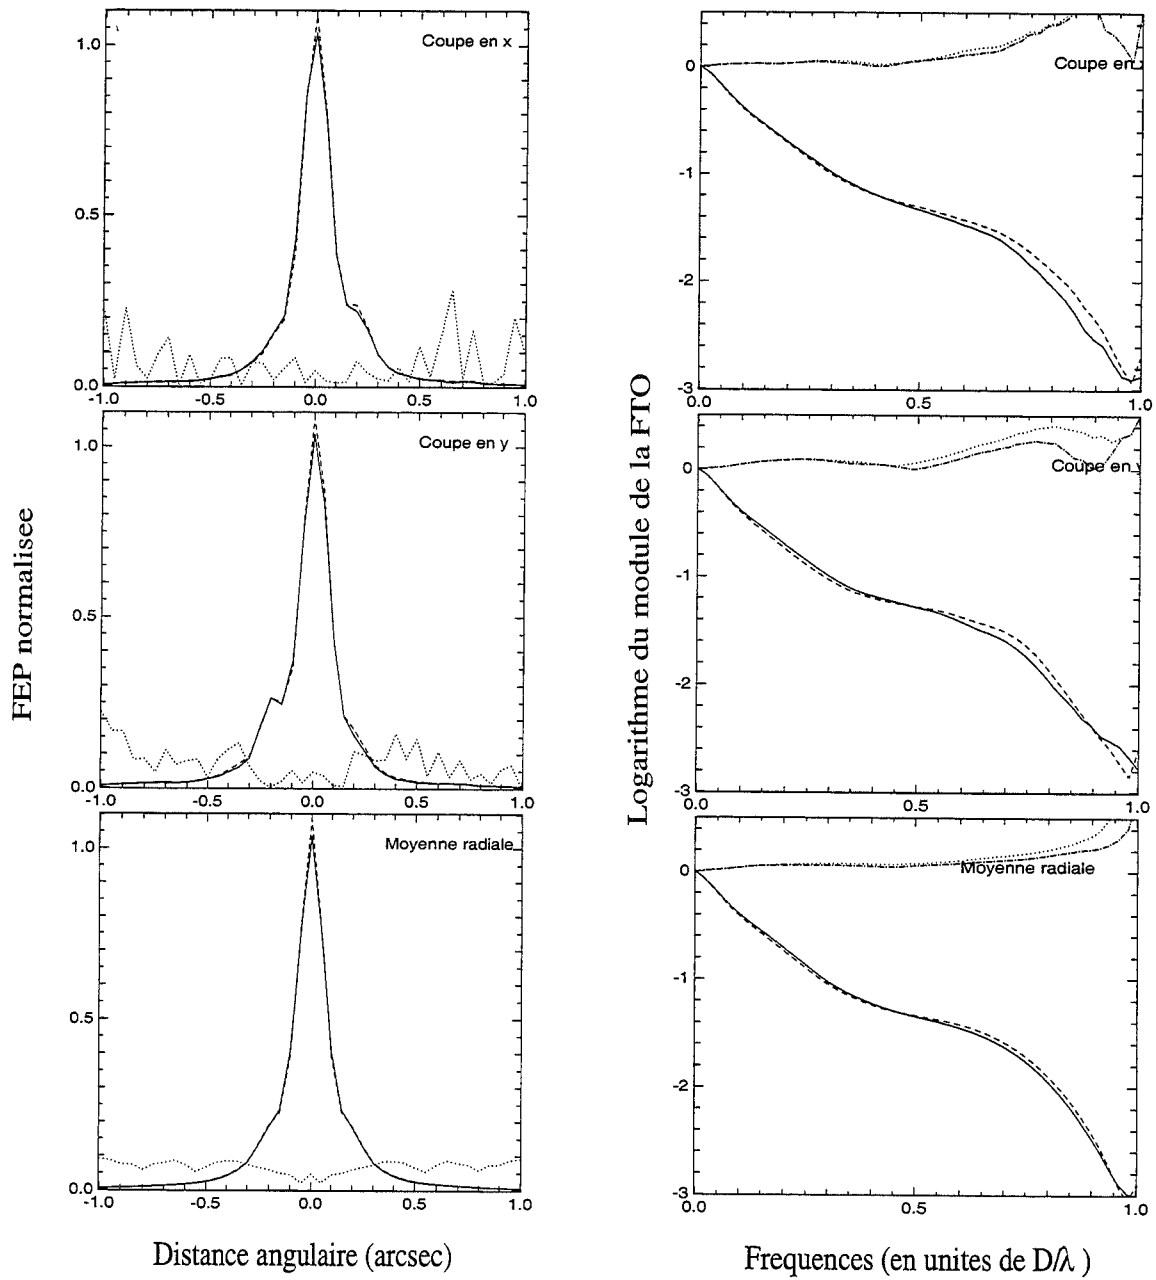 Coupe en x
1.0
0.5
0.0
-1.0 -0.5 0.0 0.5 1.0
Coupe en y
1.0
0.5
0.0
-1.0 -0.5 0.0 0.5 1.0
Moyenne radiale
1.0
0.5
0.0
-1.0 -0.5 0.0 0.5 1.0
FEP normalisee
Distance angulaire (arcsec)
Coupe en
0
-1
-2
-3
0.0 0.5 1.0
Coupe en
0
-1
-2
-3
0.0 0.5 1.0
Moyenne radiale
0
-1
-2
-3
0.0 0.5 1.0
Logarithme du module de la FTO
Frequences (en unites de D/λ )